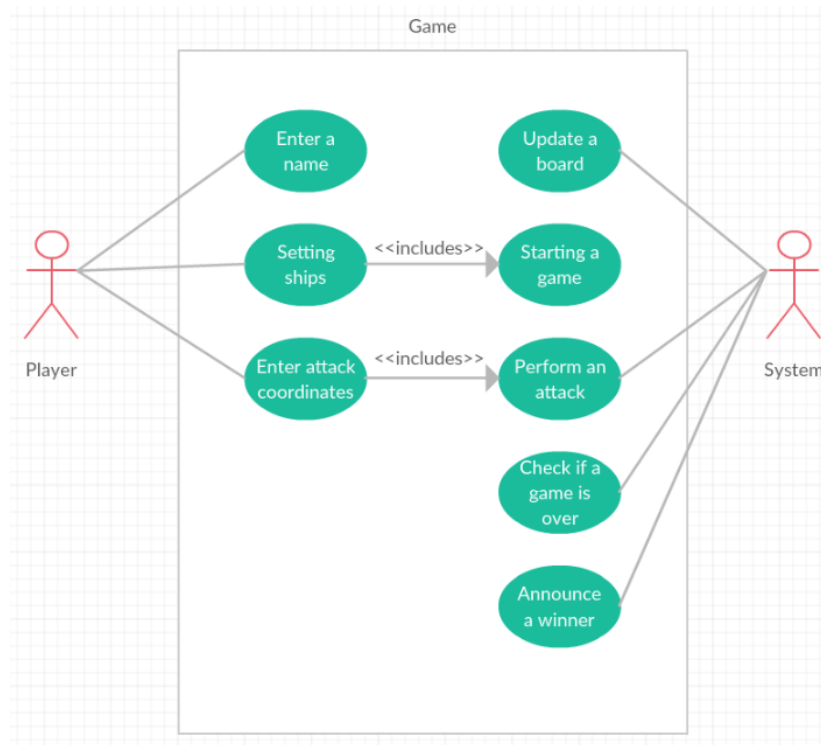 Game
Enter a
name
Update a
board
Setting
ships
<<includes>>
Starting a
game
Player
System
Enter attack
coordinates
<<includes>>
Perform an
attack
Check if a
game is
over
Announce
a winner